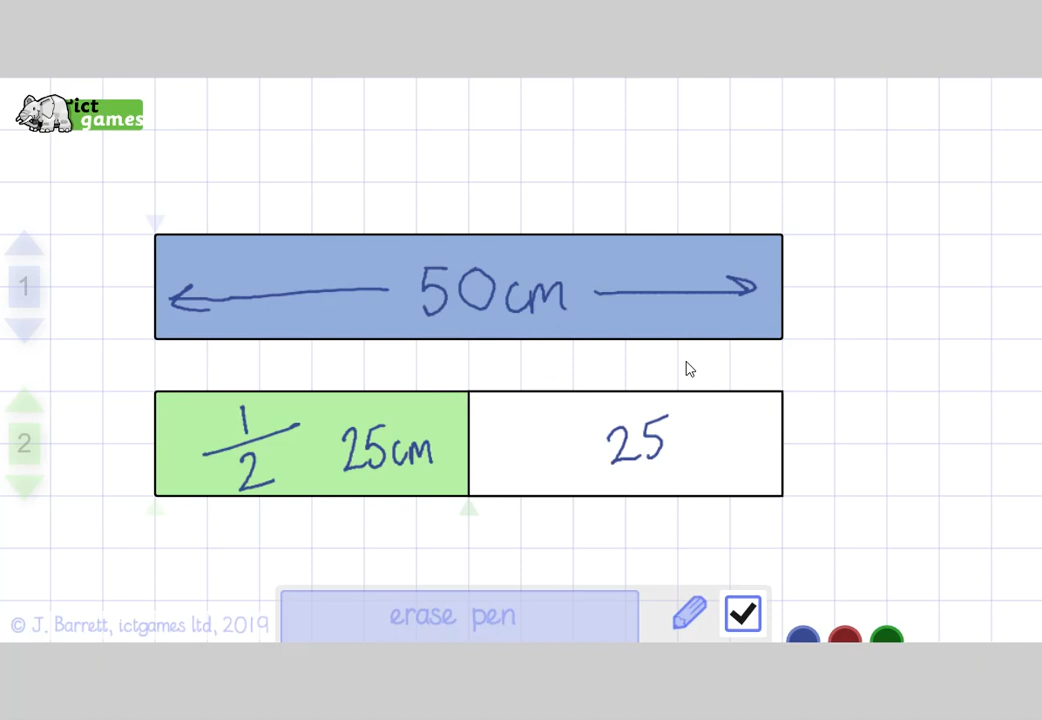 ict
games
1
50cm
2
1/2 25cm 25
erase pen
© J. Barrett, ictgames ltd, 2019